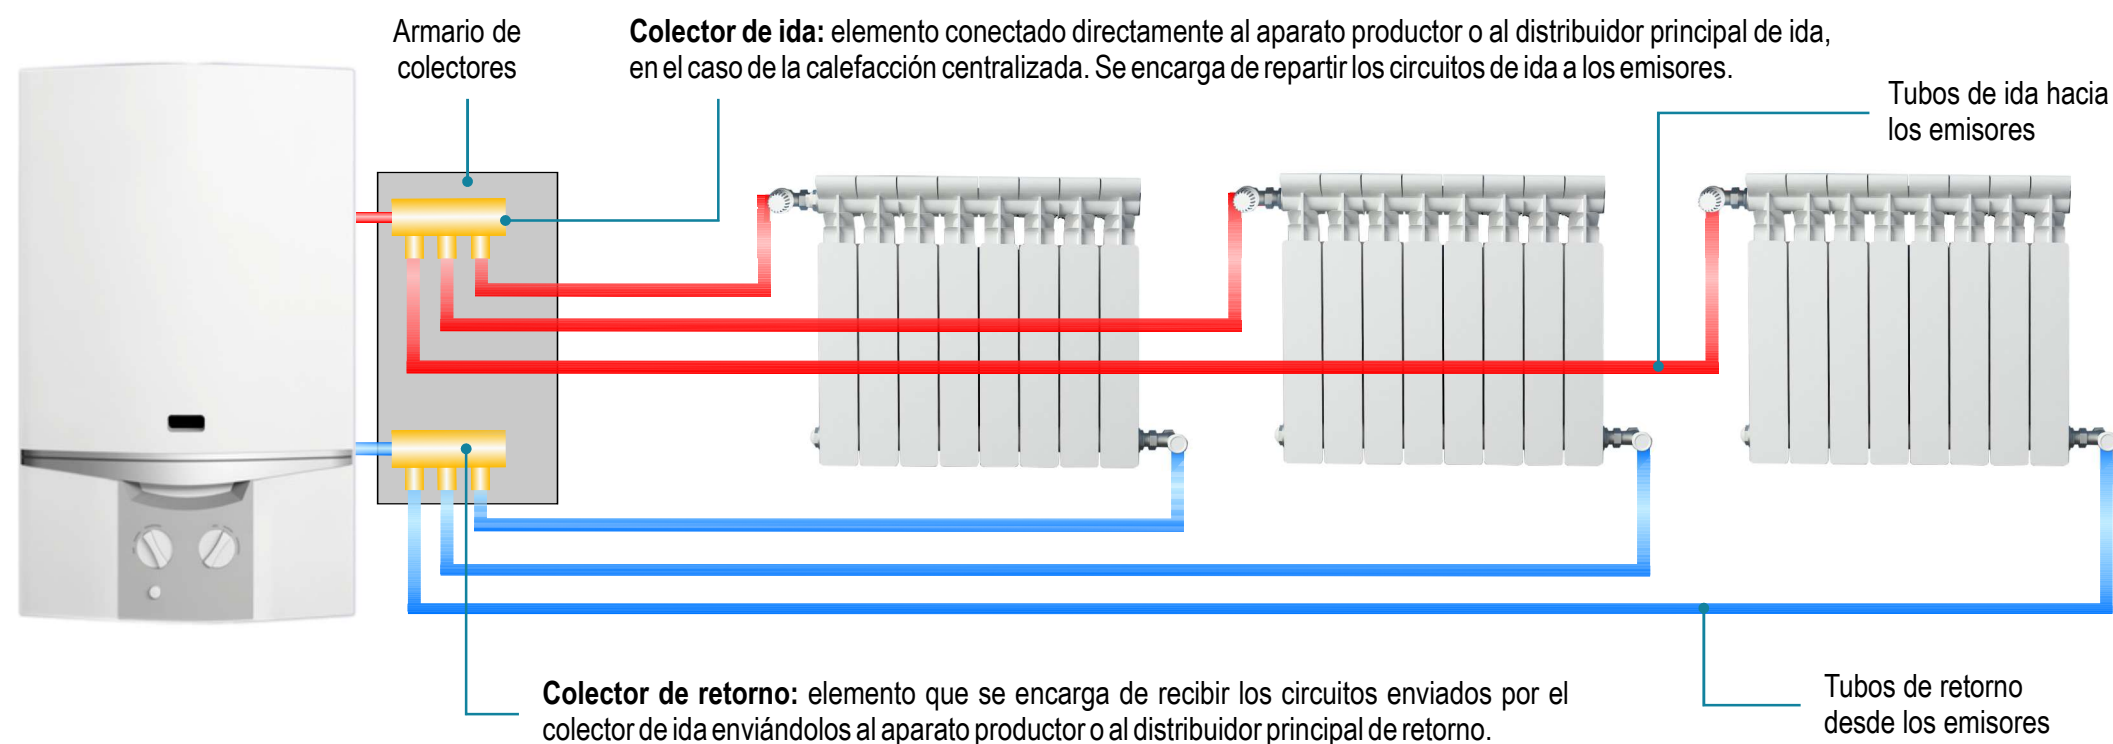 Armario de
colectores
Colector de ida: elemento conectado directamente al aparato productor o al distribuidor principal de ida,
en el caso de la calefacción centralizada. Se encarga de repartir los circuitos de ida a los emisores.
Tubos de ida hacia
los emisores
Colector de retorno: elemento que se encarga de recibir los circuitos enviados por el
colector de ida enviándolos al aparato productor o al distribuidor principal de retorno.
Tubos de retorno
desde los emisores